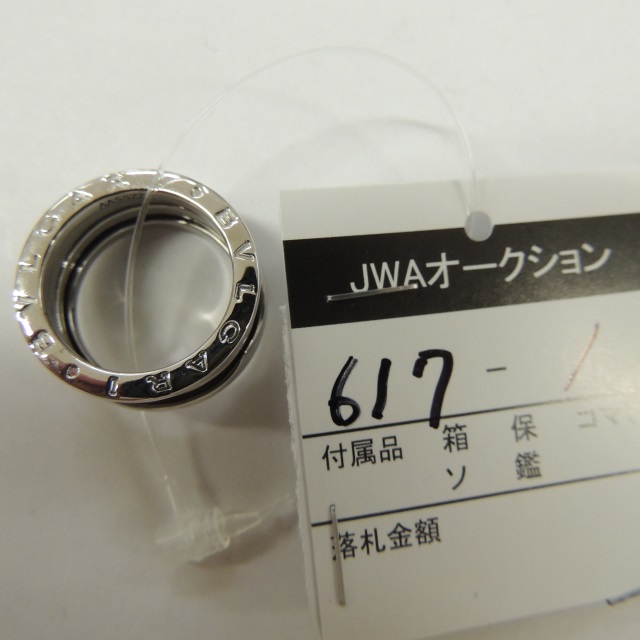 BVLGARI BVLGARI
JWAオークション
617-/
付属品 箱 保 コマ
ソ 鑑
落札金額